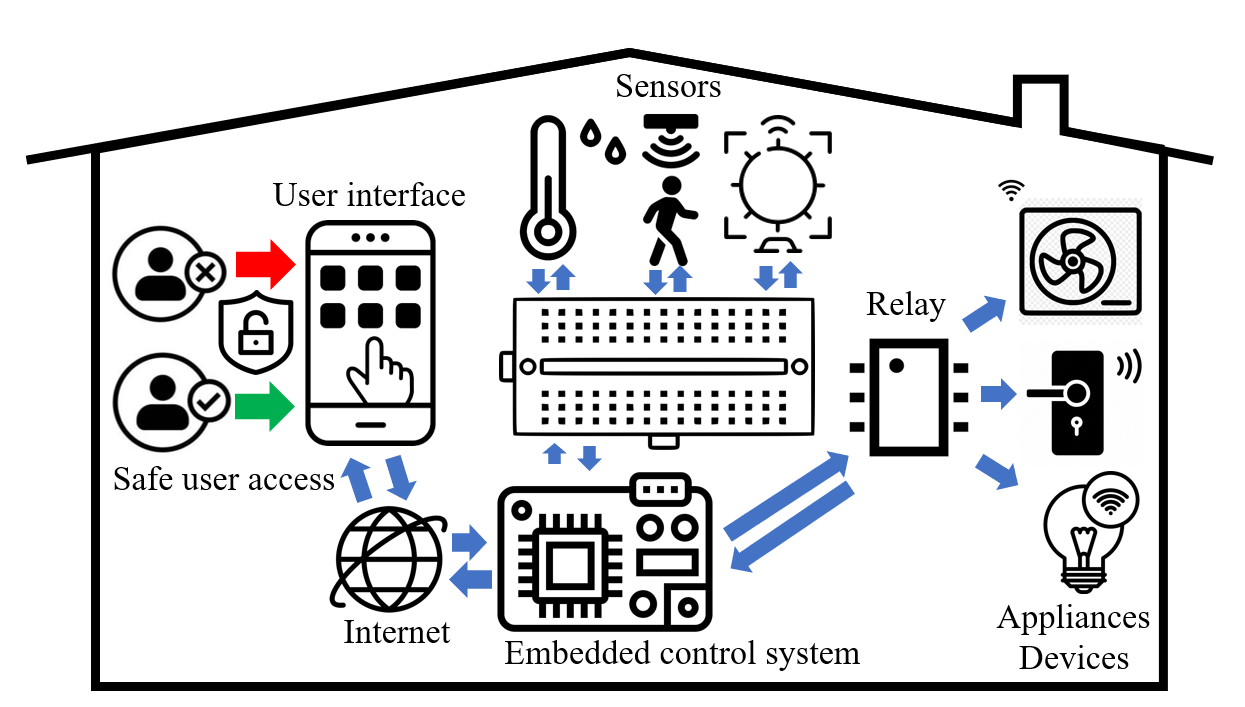 Sensors
User interface
Relay
Safe user access
Internet
Embedded control system
Appliances
Devices